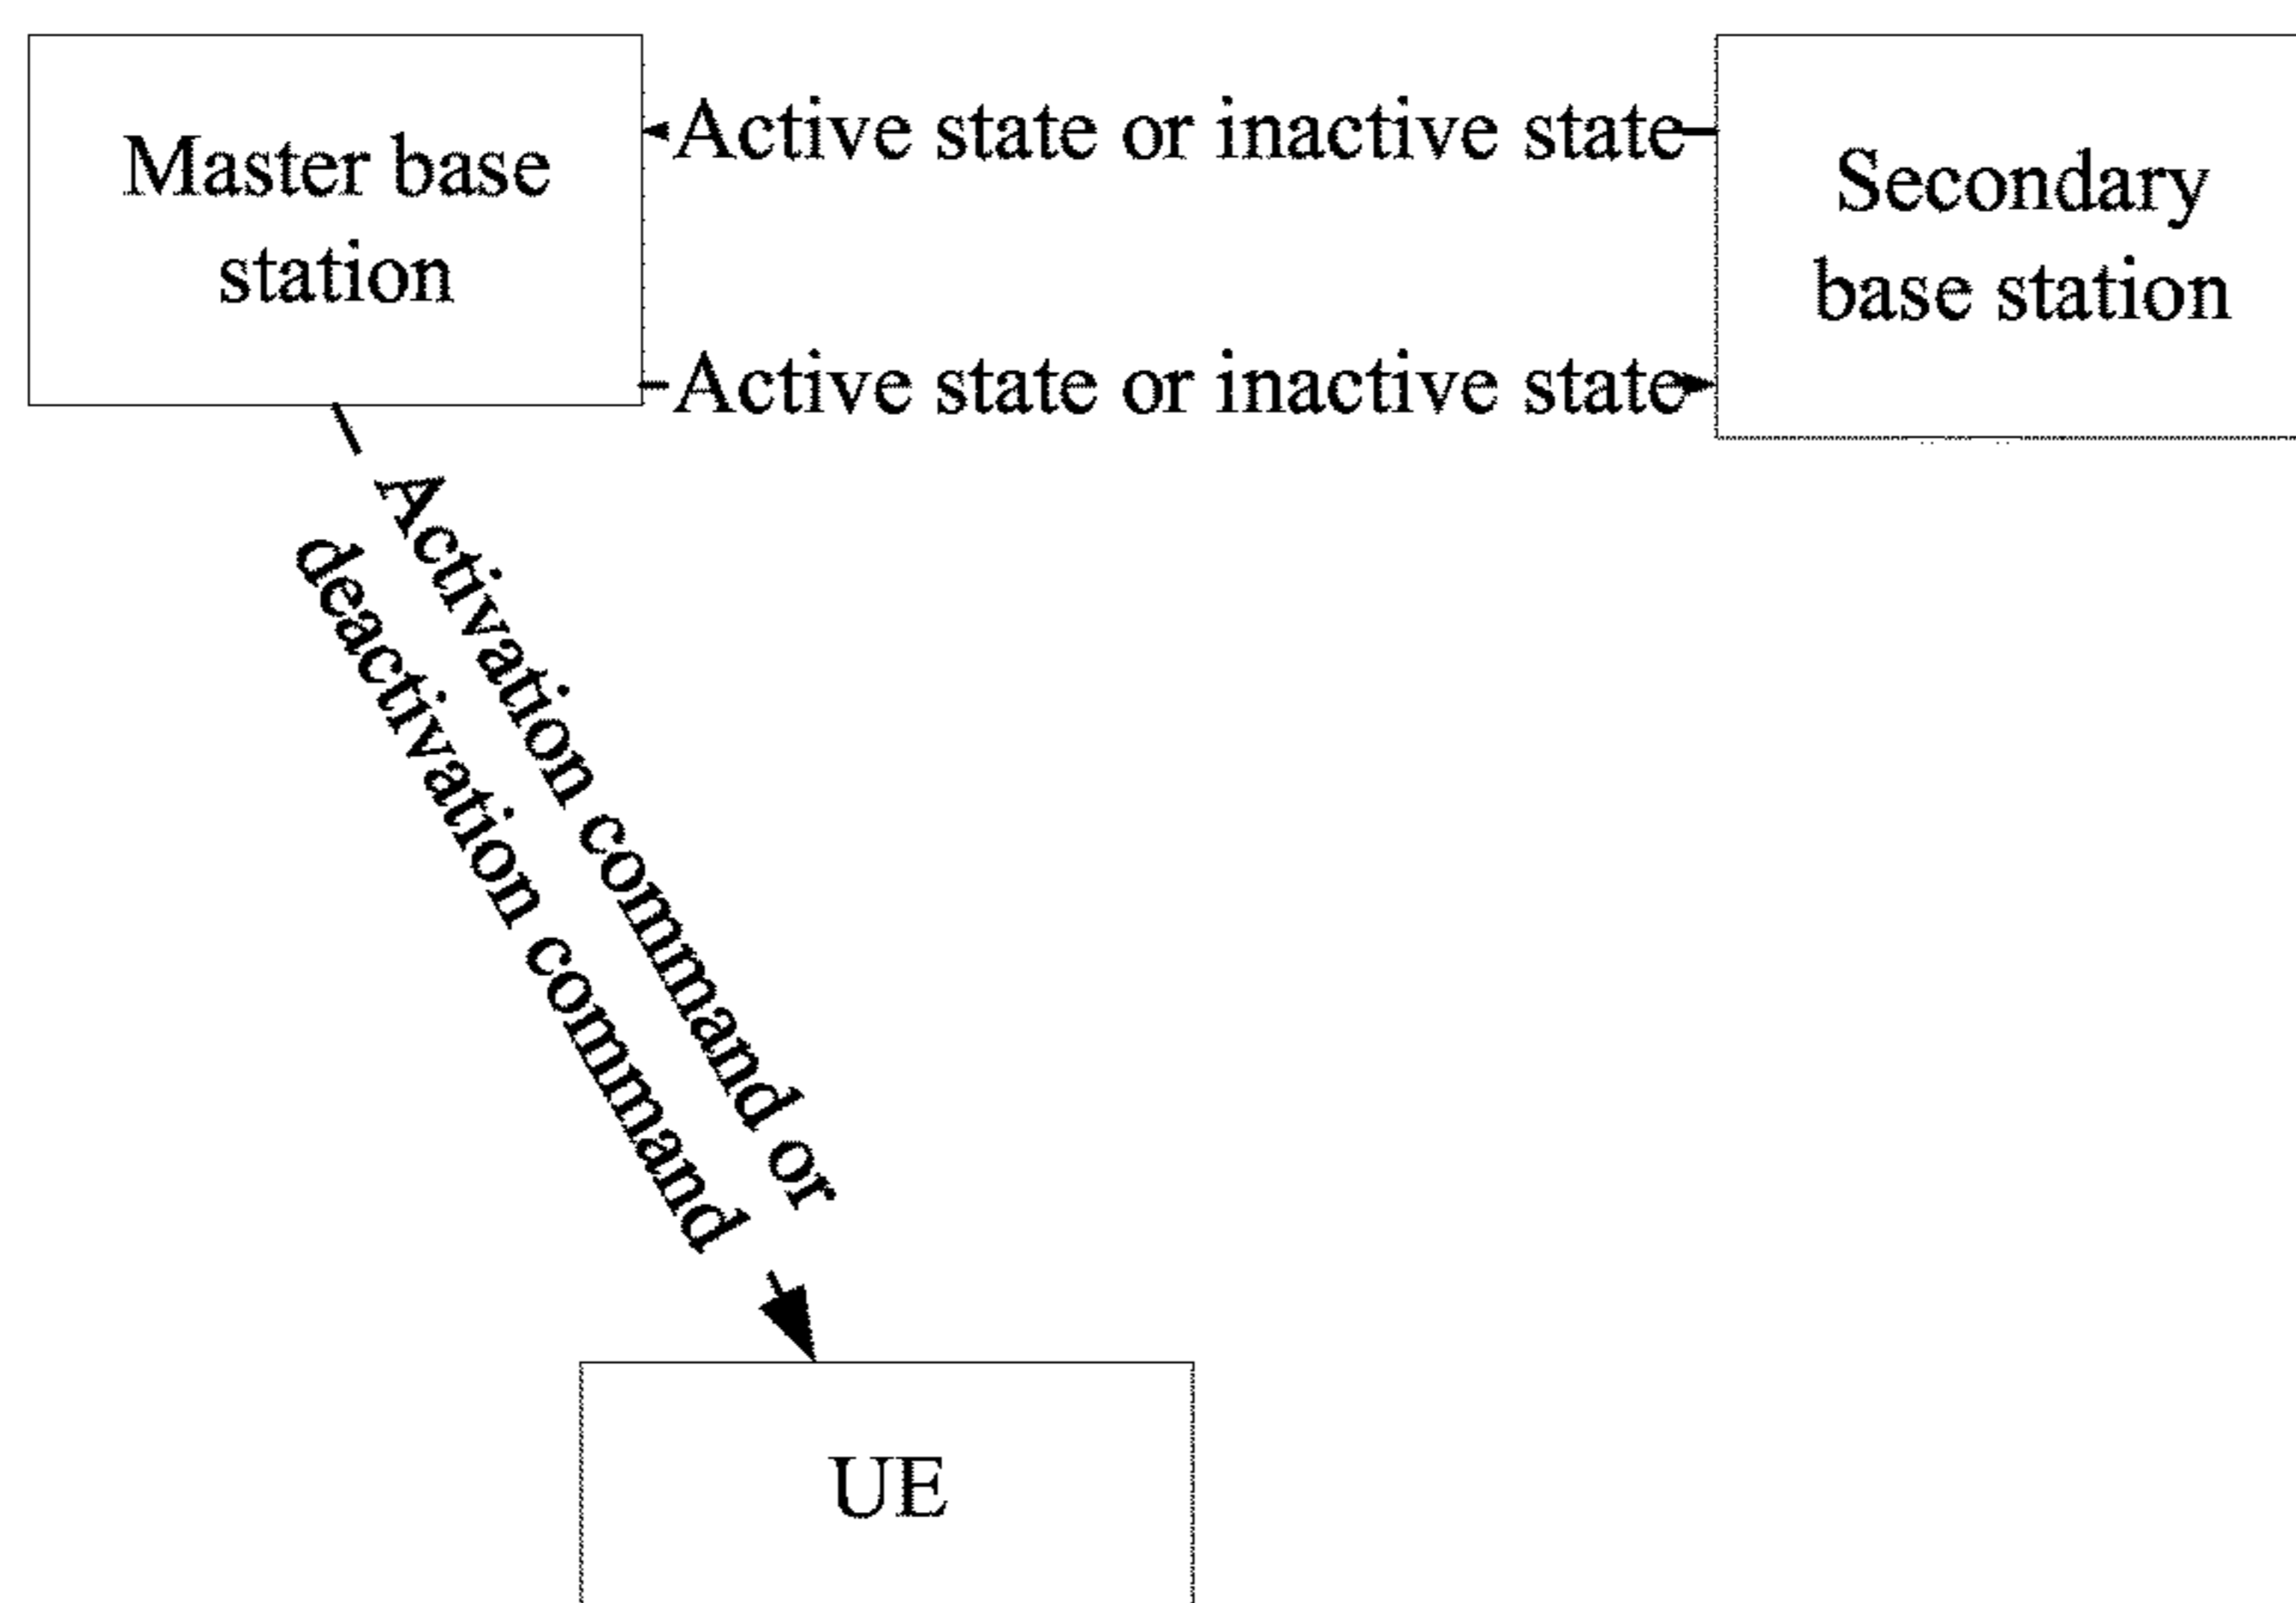 Master base
station
Active state or inactive state
Active state or inactive state
Secondary
base station
Activation command or
deactivation command
UE